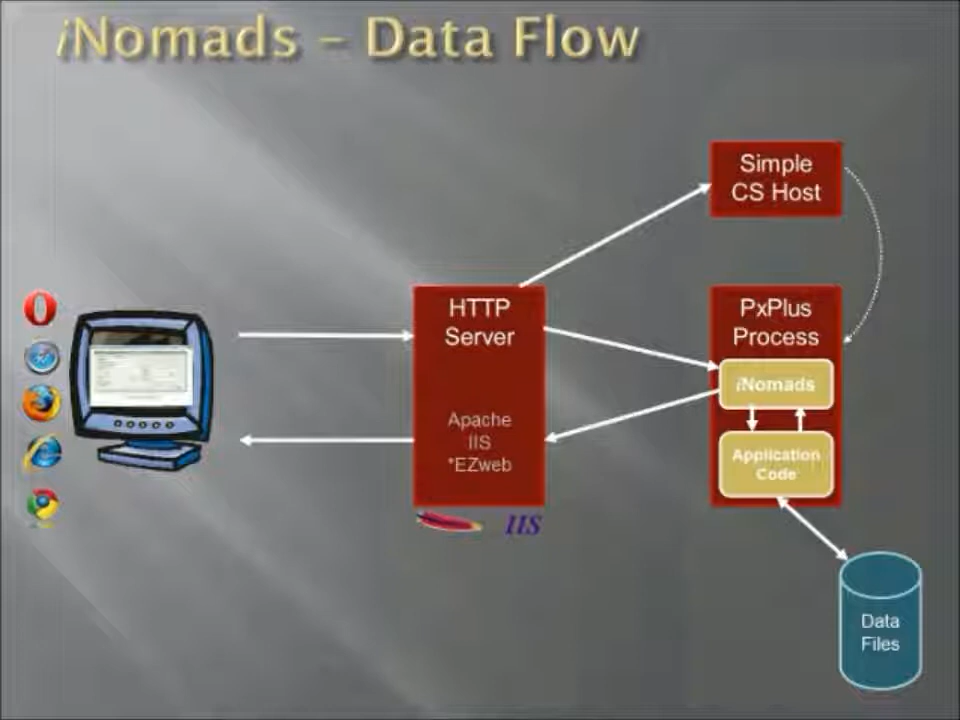 iNomads – Data Flow
Simple
CS Host
HTTP
Server
Apache
IIS
*EZweb
IIS
PxPlus
Process
iNomads
Application
Code
Data
Files